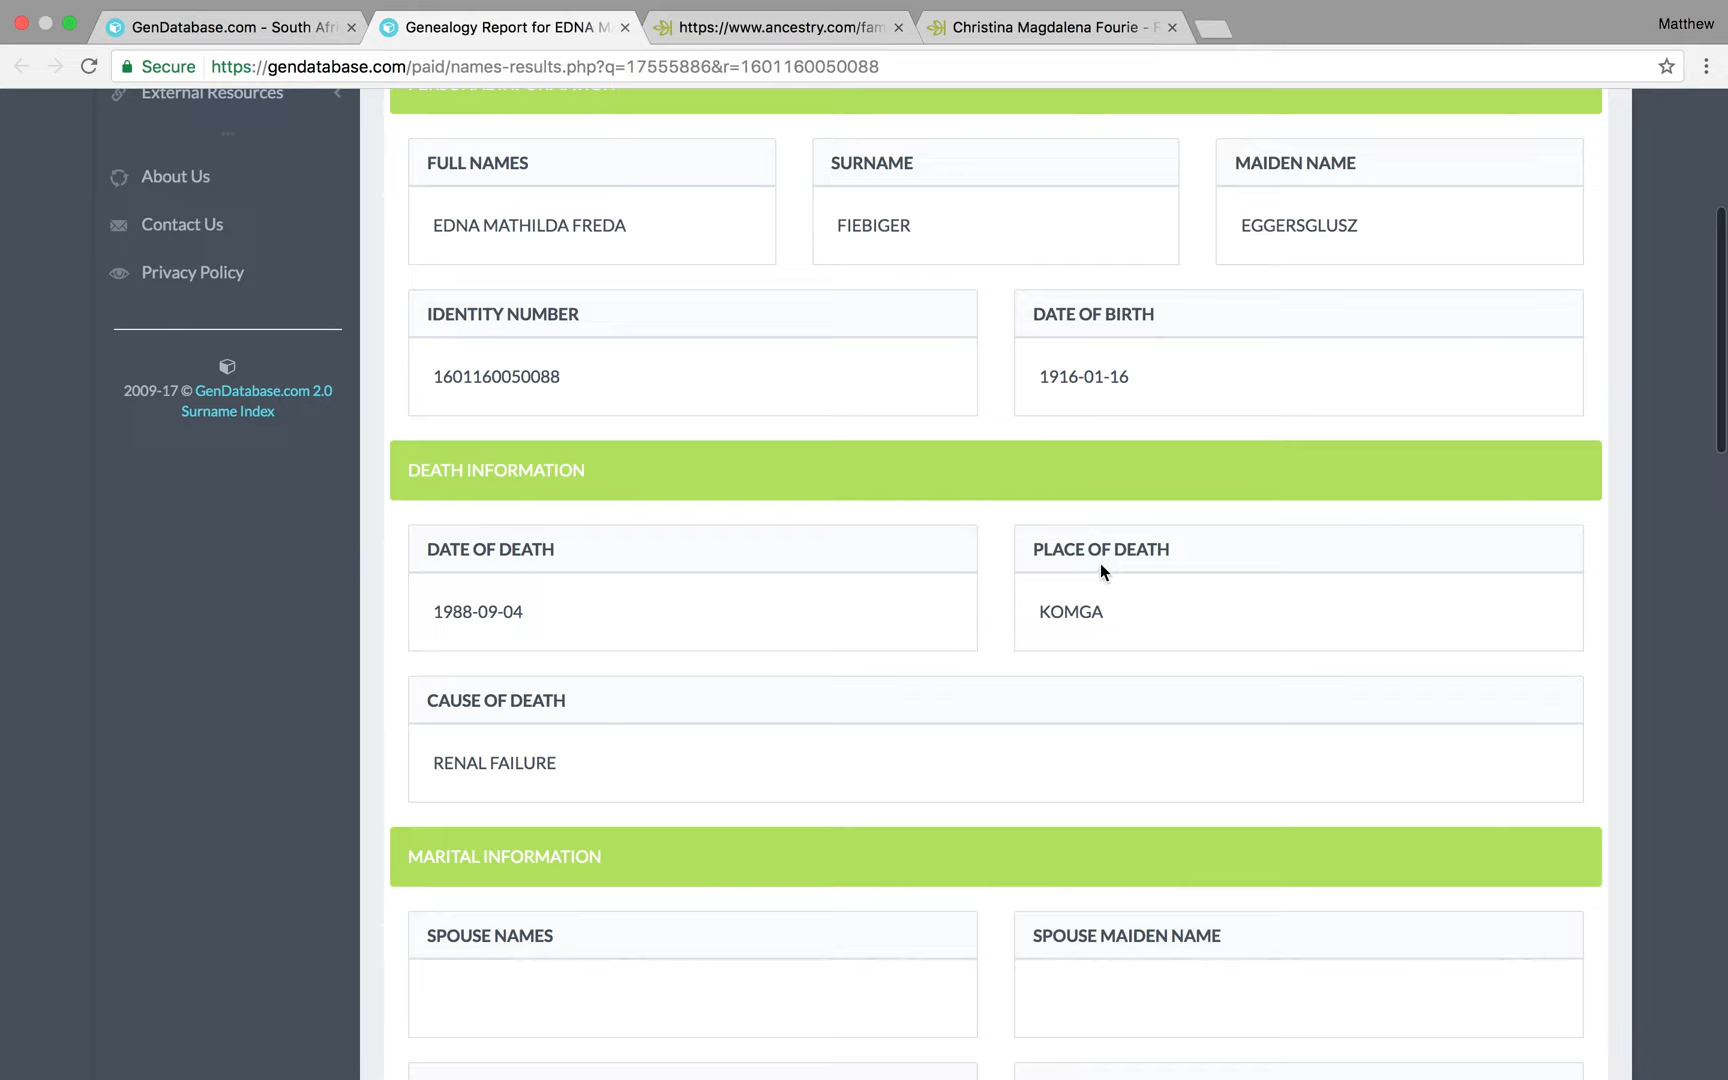 GenDatabase.com - South Afri
Genealogy Report for EDNA M
https://www.ancestry.com/fam
Christina Magdalena Fourie - F
Matthew
Secure
https://gendatabase.com/paid/names-results.php?q=17555886&r=1601160050088
External Resources
About Us
Contact Us
Privacy Policy
2009-17 © GenDatabase.com 2.0
Surname Index
FULL NAMES
SURNAME
MAIDEN NAME
EDNA MATHILDA FREDA
FIEBIGER
EGGERSGLUSZ
IDENTITY NUMBER
DATE OF BIRTH
1601160050088
1916-01-16
DEATH INFORMATION
DATE OF DEATH
PLACE OF DEATH
1988-09-04
KOMGA
CAUSE OF DEATH
RENAL FAILURE
MARITAL INFORMATION
SPOUSE NAMES
SPOUSE MAIDEN NAME